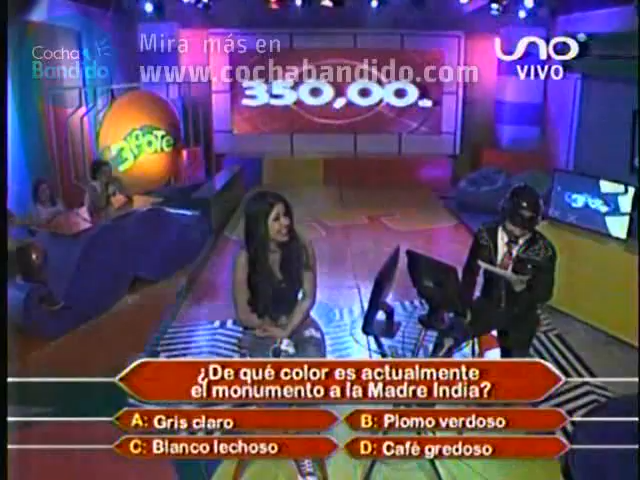 Cocha
Bandido
Mira más en
www.cochabandido.com
uno
VIVO
350,00
Bigote
¿De qué color es actualmente
el monumento a la Madre India?
A: Gris claro
B: Plomo verdoso
C: Blanco lechoso
D: Café gredoso